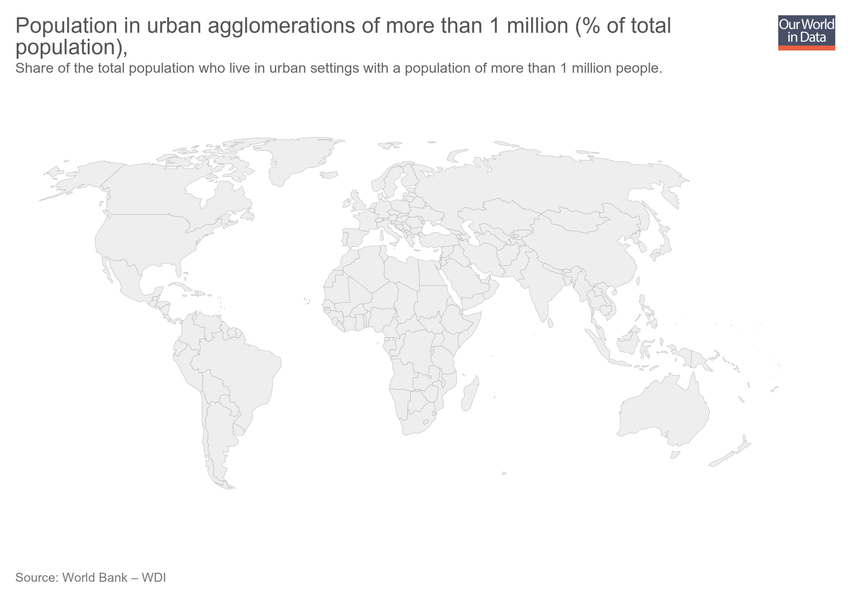 Population in urban agglomerations of more than 1 million (% of total
population),
Share of the total population who live in urban settings with a population of more than 1 million people.
Our World
in Data
Source: World Bank – WDI